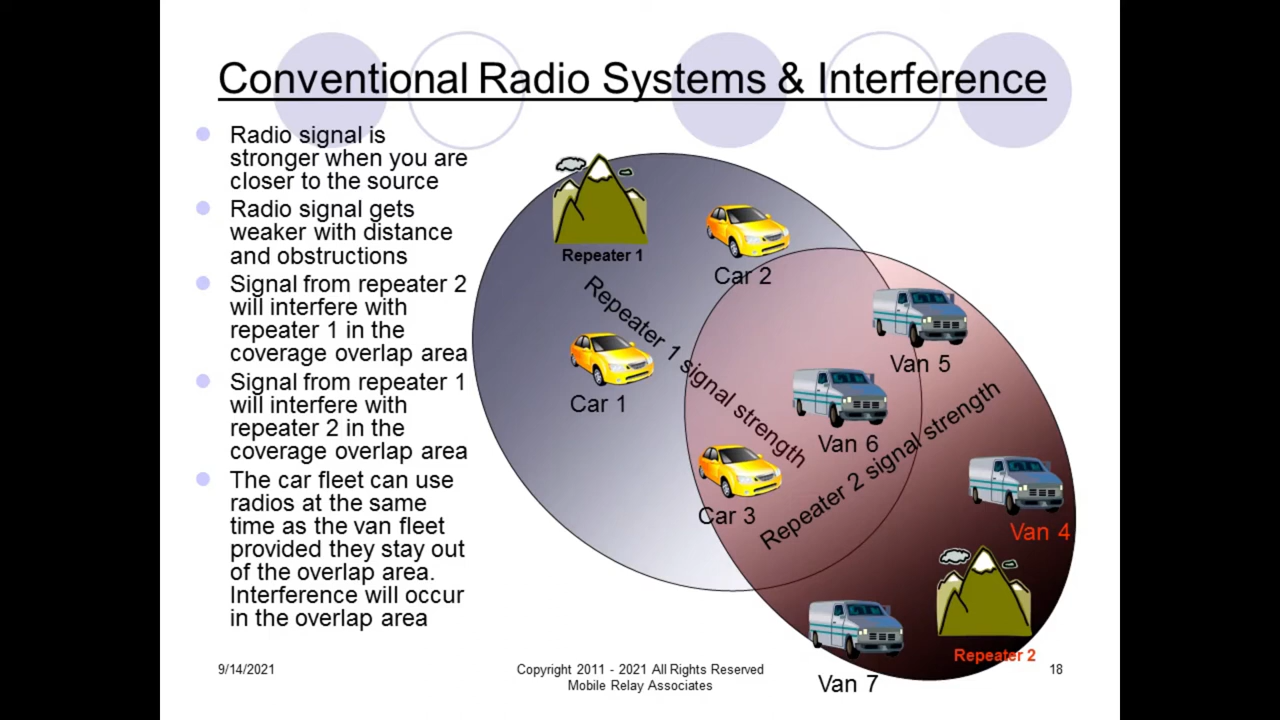 Conventional Radio Systems & Interference
Radio signal is
stronger when you are
closer to the source
Radio signal gets
weaker with distance
and obstructions
Signal from repeater 2
will interfere with
repeater 1 in the
coverage overlap area
Signal from repeater 1
will interfere with
repeater 2 in the
coverage overlap area
The car fleet can use
radios at the same
time as the van fleet
provided they stay out
of the overlap area.
Interference will occur
in the overlap area
Repeater 1
Car 2
Repeater 1 signal strength
Van 5
Car 1
Van 6
Repeater 2 signal strength
Car 3
Van 4
Repeater 2
Van 7
9/14/2021
Copyright 2011 - 2021 All Rights Reserved
Mobile Relay Associates
18